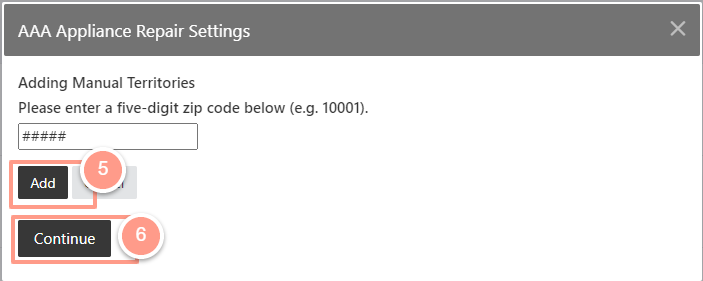 AAA Appliance Repair Settings
Adding Manual Territories
Please enter a five-digit zip code below (e.g. 10001).
#####
Add
5
Continue
6